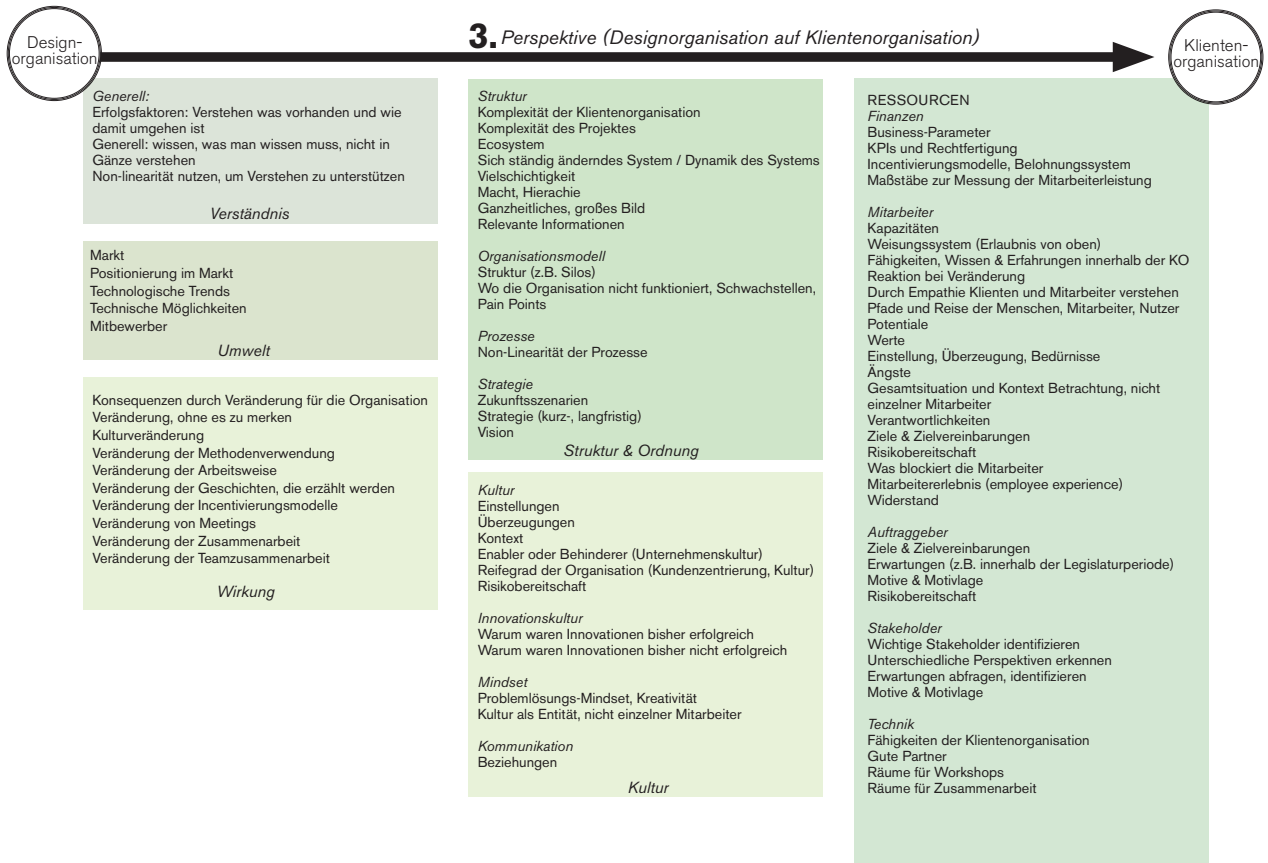 Design-
organisation
3. Perspektive (Designorganisation auf Klientenorganisation)
Klienten-
organisation
Generell:
Erfolgsfaktoren: Verstehen was vorhanden und wie
damit umgehen ist
Generell: wissen, was man wissen muss, nicht in
Gänze verstehen
Non-linearität nutzen, um Verstehen zu unterstützen
Verständnis
Markt
Positionierung im Markt
Technologische Trends
Technische Möglichkeiten
Mitbewerber
Umwelt
Konsequenzen durch Veränderung für die Organisation
Veränderung, ohne es zu merken
Kulturveränderung
Veränderung der Methodenverwendung
Veränderung der Arbeitsweise
Veränderung der Geschichten, die erzählt werden
Veränderung der Incentivierungsmodelle
Veränderung von Meetings
Veränderung der Zusammenarbeit
Veränderung der Teamzusammenarbeit
Wirkung
Struktur
Komplexität der Klientenorganisation
Komplexität des Projektes
Ecosystem
Sich ständig änderndes System / Dynamik des Systems
Vielschichtigkeit
Macht, Hierachie
Ganzheitliches, großes Bild
Relevante Informationen
Organisationsmodell
Struktur (z.B. Silos)
Wo die Organisation nicht funktioniert, Schwachstellen,
Pain Points
Prozesse
Non-Linearität der Prozesse
Strategie
Zukunftsszenarien
Strategie (kurz-, langfristig)
Vision
Struktur & Ordnung
Kultur
Einstellungen
Überzeugungen
Kontext
Enabler oder Behinderer (Unternehmenskultur)
Reifegrad der Organisation (Kundenzentrierung, Kultur)
Risikobereitschaft
Innovationskultur
Warum waren Innovationen bisher erfolgreich
Warum waren Innovationen bisher nicht erfolgreich
Mindset
Problemlösungs-Mindset, Kreativität
Kultur als Entität, nicht einzelner Mitarbeiter
Kommunikation
Beziehungen
Kultur
RESSOURCEN
Finanzen
Business-Parameter
KPIs und Rechtfertigung
Incentivierungsmodelle, Belohnungssystem
Maßstäbe zur Messung der Mitarbeiterleistung
Mitarbeiter
Kapazitäten
Weisungssystem (Erlaubnis von oben)
Fähigkeiten, Wissen & Erfahrungen innerhalb der KO
Reaktion bei Veränderung
Durch Empathie Klienten und Mitarbeiter verstehen
Pfade und Reise der Menschen, Mitarbeiter, Nutzer
Potentiale
Werte
Einstellung, Überzeugung, Bedürnisse
Ängste
Gesamtsituation und Kontext Betrachtung, nicht
einzelner Mitarbeiter
Verantwortlichkeiten
Ziele & Zielvereinbarungen
Risikobereitschaft
Was blockiert die Mitarbeiter
Mitarbeitererlebnis (employee experience)
Widerstand
Auftraggeber
Ziele & Zielvereinbarungen
Erwartungen (z.B. innerhalb der Legislaturperiode)
Motive & Motivlage
Risikobereitschaft
Stakeholder
Wichtige Stakeholder identifizieren
Unterschiedliche Perspektiven erkennen
Erwartungen abfragen, identifizieren
Motive & Motivlage
Technik
Fähigkeiten der Klientenorganisation
Gute Partner
Räume für Workshops
Räume für Zusammenarbeit